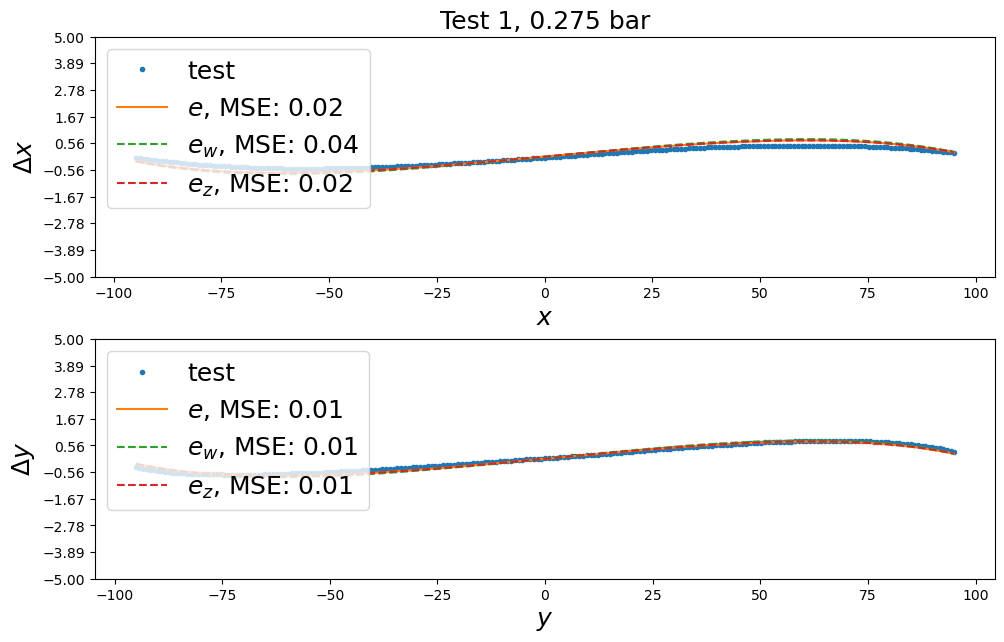 Test 1, 0.275 bar
5.00
3.89
2.78
1.67
0.56
−0.56
−1.67
−2.78
−3.89
−5.00
Δx
test
e, MSE: 0.02
e_w, MSE: 0.04
e_z, MSE: 0.02
−100 −75 −50 −25 0 25 50 75 100
x
5.00
3.89
2.78
1.67
0.56
−0.56
−1.67
−2.78
−3.89
−5.00
Δy
test
e, MSE: 0.01
e_w, MSE: 0.01
e_z, MSE: 0.01
−100 −75 −50 −25 0 25 50 75 100
y